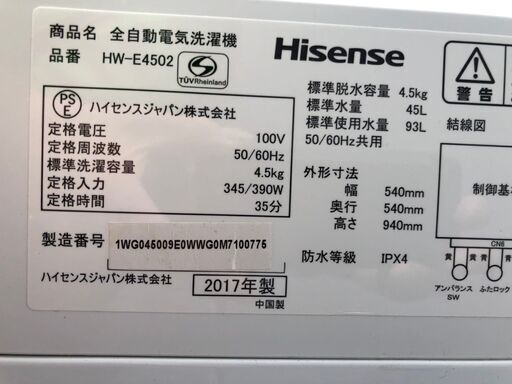 商品名 全自動電気洗濯機
品番 HW-E4502
TÜVRheinland
Hisense
PSE
ハイセンスジャパン株式会社
定格電圧 100V
定格周波数 50/60Hz
標準洗濯容量 4.5kg
定格入力 345/390W
定格時間 35分
製造番号 1WG045009E0WWG0M7100775
ハイセンスジャパン株式会社
2017年製
中国製
標準脱水容量 4.5kg
標準水量 45L
標準使用水量 93L
50/60Hz共用
外形寸法
幅 540mm
奥行 540mm
高さ 940mm
防水等級 IPX4
警告
結線図
制御基
CN6
黄 黄 青 青
アンバランスSW
ふたロック